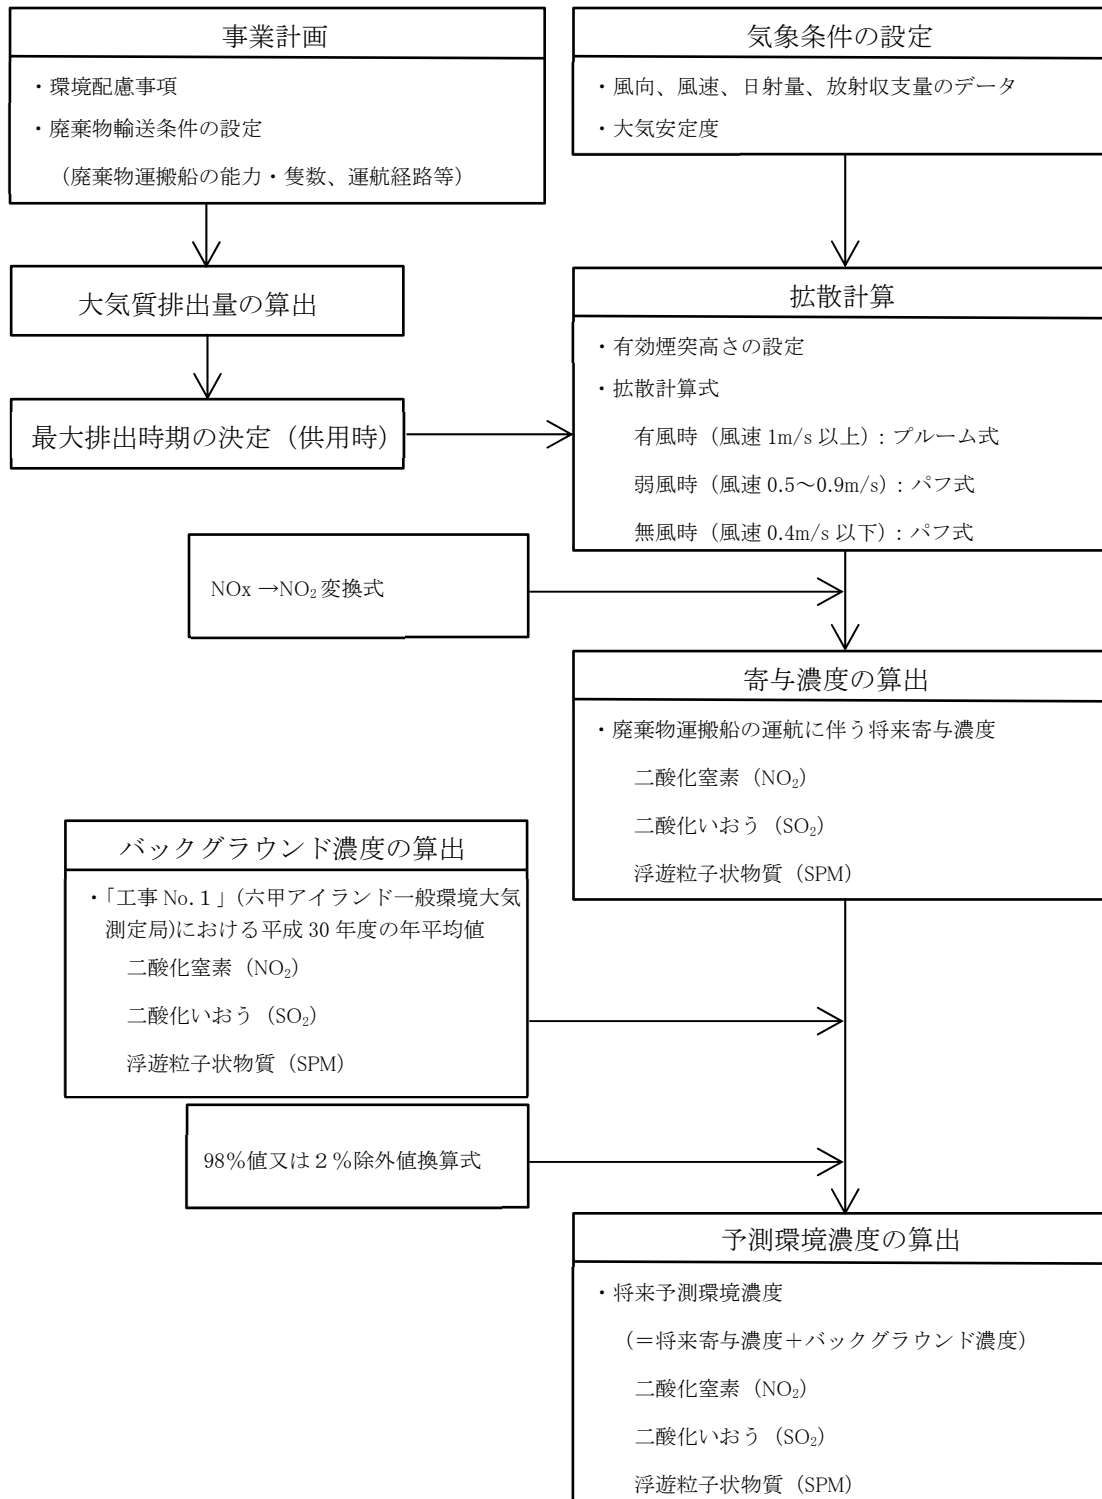 事業計画
・環境配慮事項
・廃棄物輸送条件の設定
（廃棄物運搬船の能力・隻数、運航経路等）
気象条件の設定
・風向、風速、日射量、放射収支量のデータ
・大気安定度
大気質排出量の算出
最大排出時期の決定（供用時）
拡散計算
・有効煙突高さの設定
・拡散計算式
有風時（風速 1m/s 以上）：プルーム式
弱風時（風速 0.5～0.9m/s）：パフ式
無風時（風速 0.4m/s 以下）：パフ式
NOx →NO₂ 変換式
寄与濃度の算出
・廃棄物運搬船の運航に伴う将来寄与濃度
二酸化窒素（NO₂）
二酸化いおう（SO₂）
浮遊粒子状物質（SPM）
バックグラウンド濃度の算出
・「工事 No.１」(六甲アイランド一般環境大気
測定局)における平成 30 年度の年平均値
二酸化窒素（NO₂）
二酸化いおう（SO₂）
浮遊粒子状物質（SPM）
98％値又は２％除外値換算式
予測環境濃度の算出
・将来予測環境濃度
（＝将来寄与濃度＋バックグラウンド濃度）
二酸化窒素（NO₂）
二酸化いおう（SO₂）
浮遊粒子状物質（SPM）